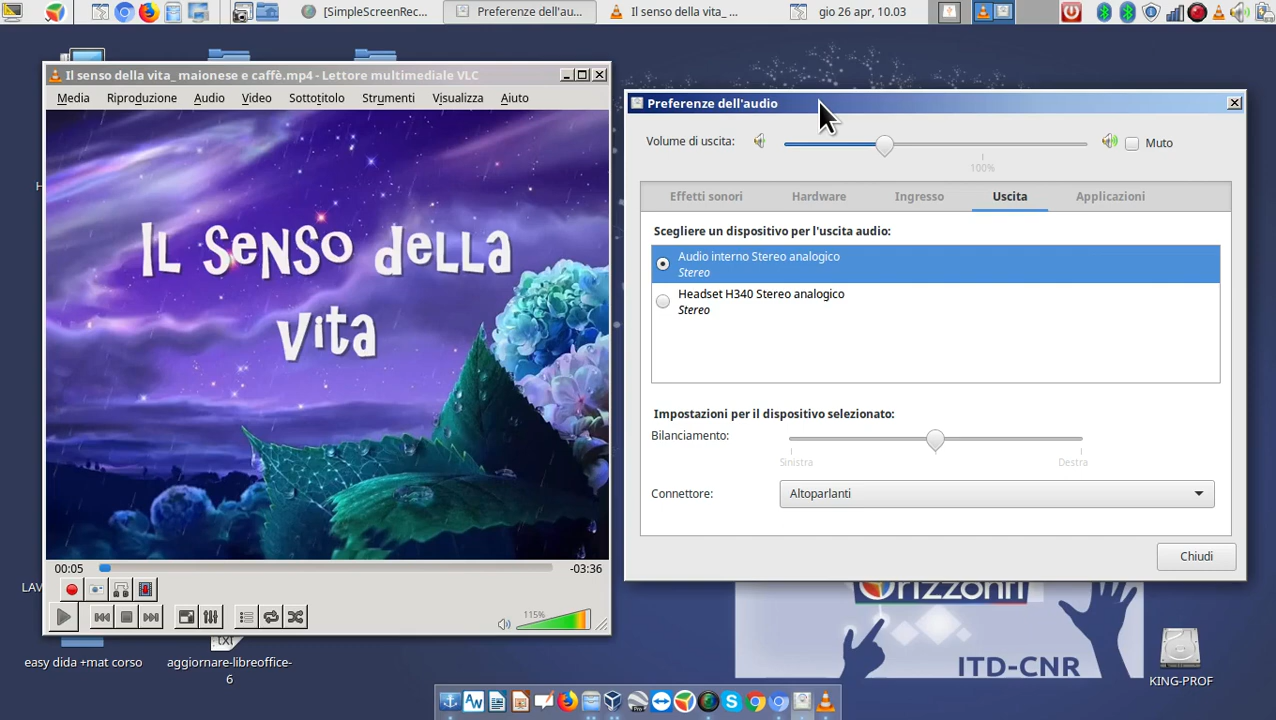 [SimpleScreenRec...
Preferenze dell'au...
Il senso della vita_ ...
gio 26 apr, 10.03
Il senso della vita_ maionese e caffè.mp4 - Lettore multimediale VLC
Media Riproduzione Audio Video Sottotitolo Strumenti Visualizza Aiuto
IL senso della
vita
00:05
-03:36
115%
Preferenze dell'audio
Volume di uscita:
Muto
100%
Effetti sonori Hardware Ingresso Uscita Applicazioni
Scegliere un dispositivo per l'uscita audio:
Audio interno Stereo analogico
Stereo
Headset H340 Stereo analogico
Stereo
Impostazioni per il dispositivo selezionato:
Bilanciamento:
Sinistra Destra
Connettore:
Altoparlanti
Chiudi
ITD-CNR
easy dida +mat corso
aggiornare-libreoffice-
6
KING-PROF